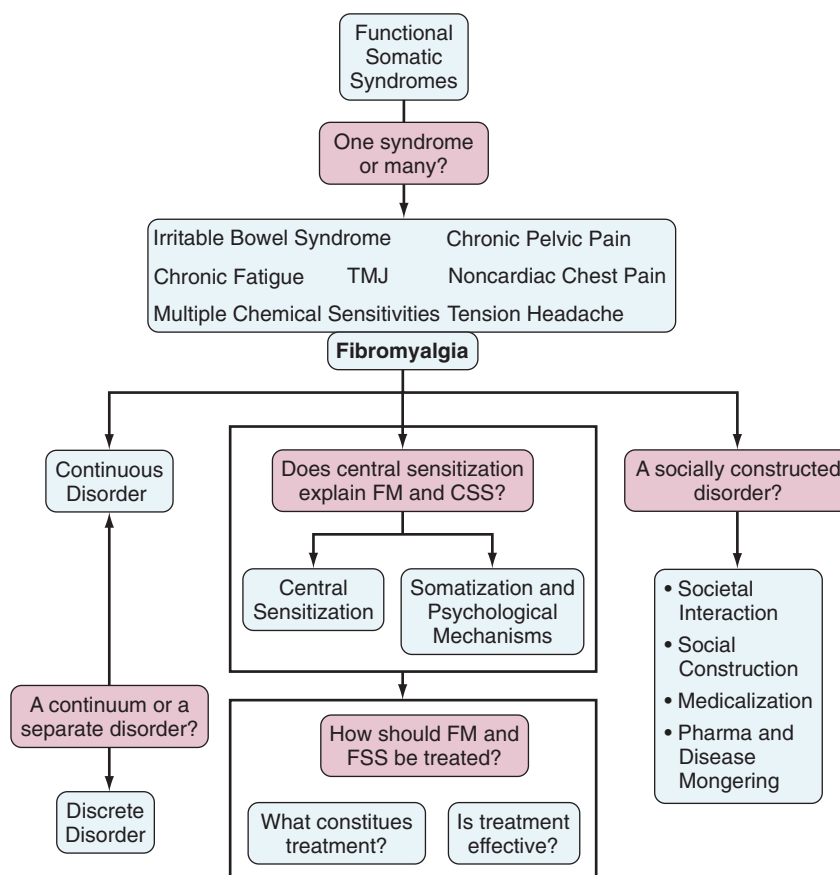 Functional
Somatic
Syndromes
One syndrome
or many?
Irritable Bowel Syndrome Chronic Pelvic Pain
Chronic Fatigue TMJ Noncardiac Chest Pain
Multiple Chemical Sensitivities Tension Headache
Fibromyalgia
Continuous
Disorder
A continuum or a
separate disorder?
Discrete
Disorder
Does central sensitization
explain FM and CSS?
Central
Sensitization
Somatization and
Psychological
Mechanisms
How should FM and
FSS be treated?
What constitues
treatment?
Is treatment
effective?
A socially constructed
disorder?
• Societal
Interaction
• Social
Construction
• Medicalization
• Pharma and
Disease
Mongering